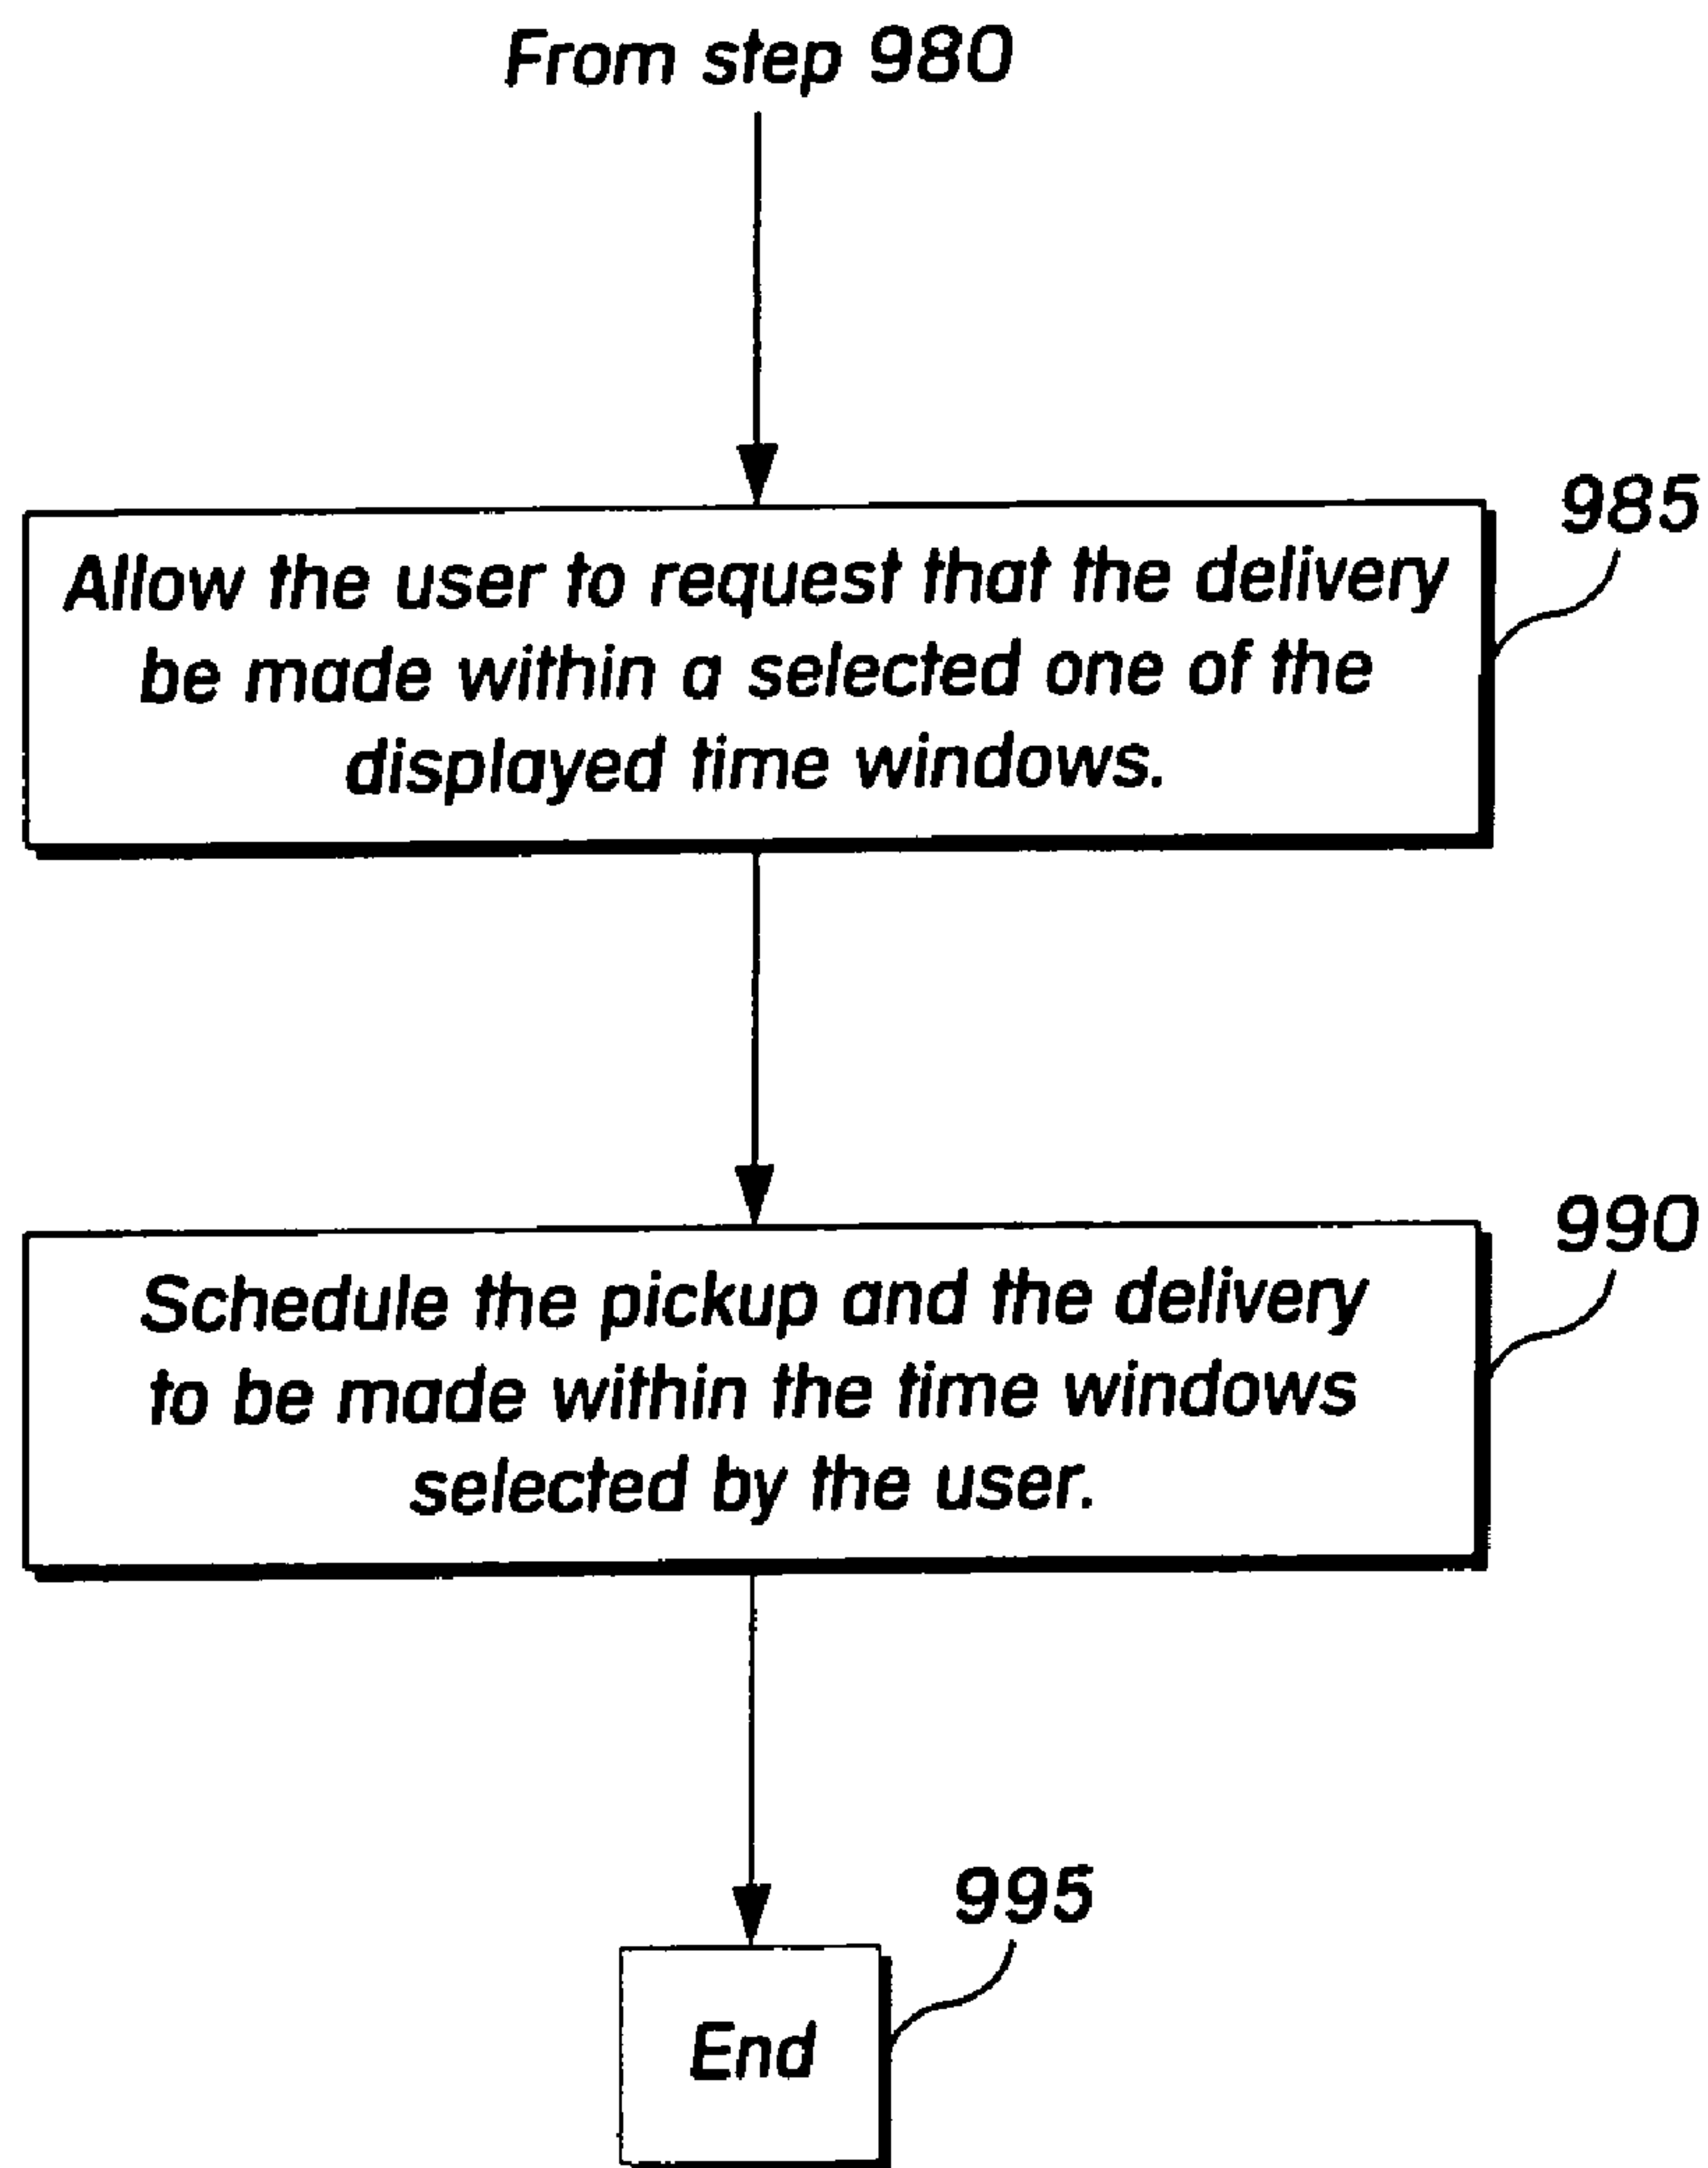 From step 980
985
Allow the user to request that the delivery
be made within a selected one of the
displayed time windows.
990
Schedule the pickup and the delivery
to be made within the time windows
selected by the user.
995
End